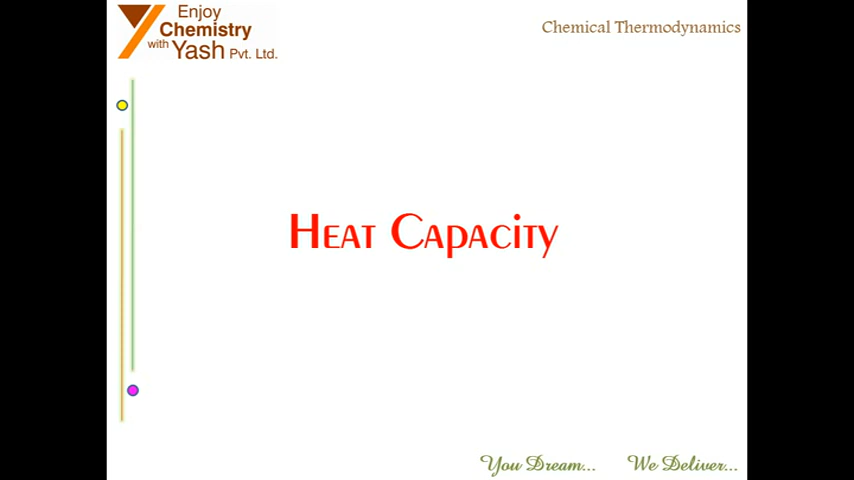 Enjoy
Chemistry
with Yash Pvt. Ltd.
Chemical Thermodynamics
Heat Capacity
You Dream... We Deliver...